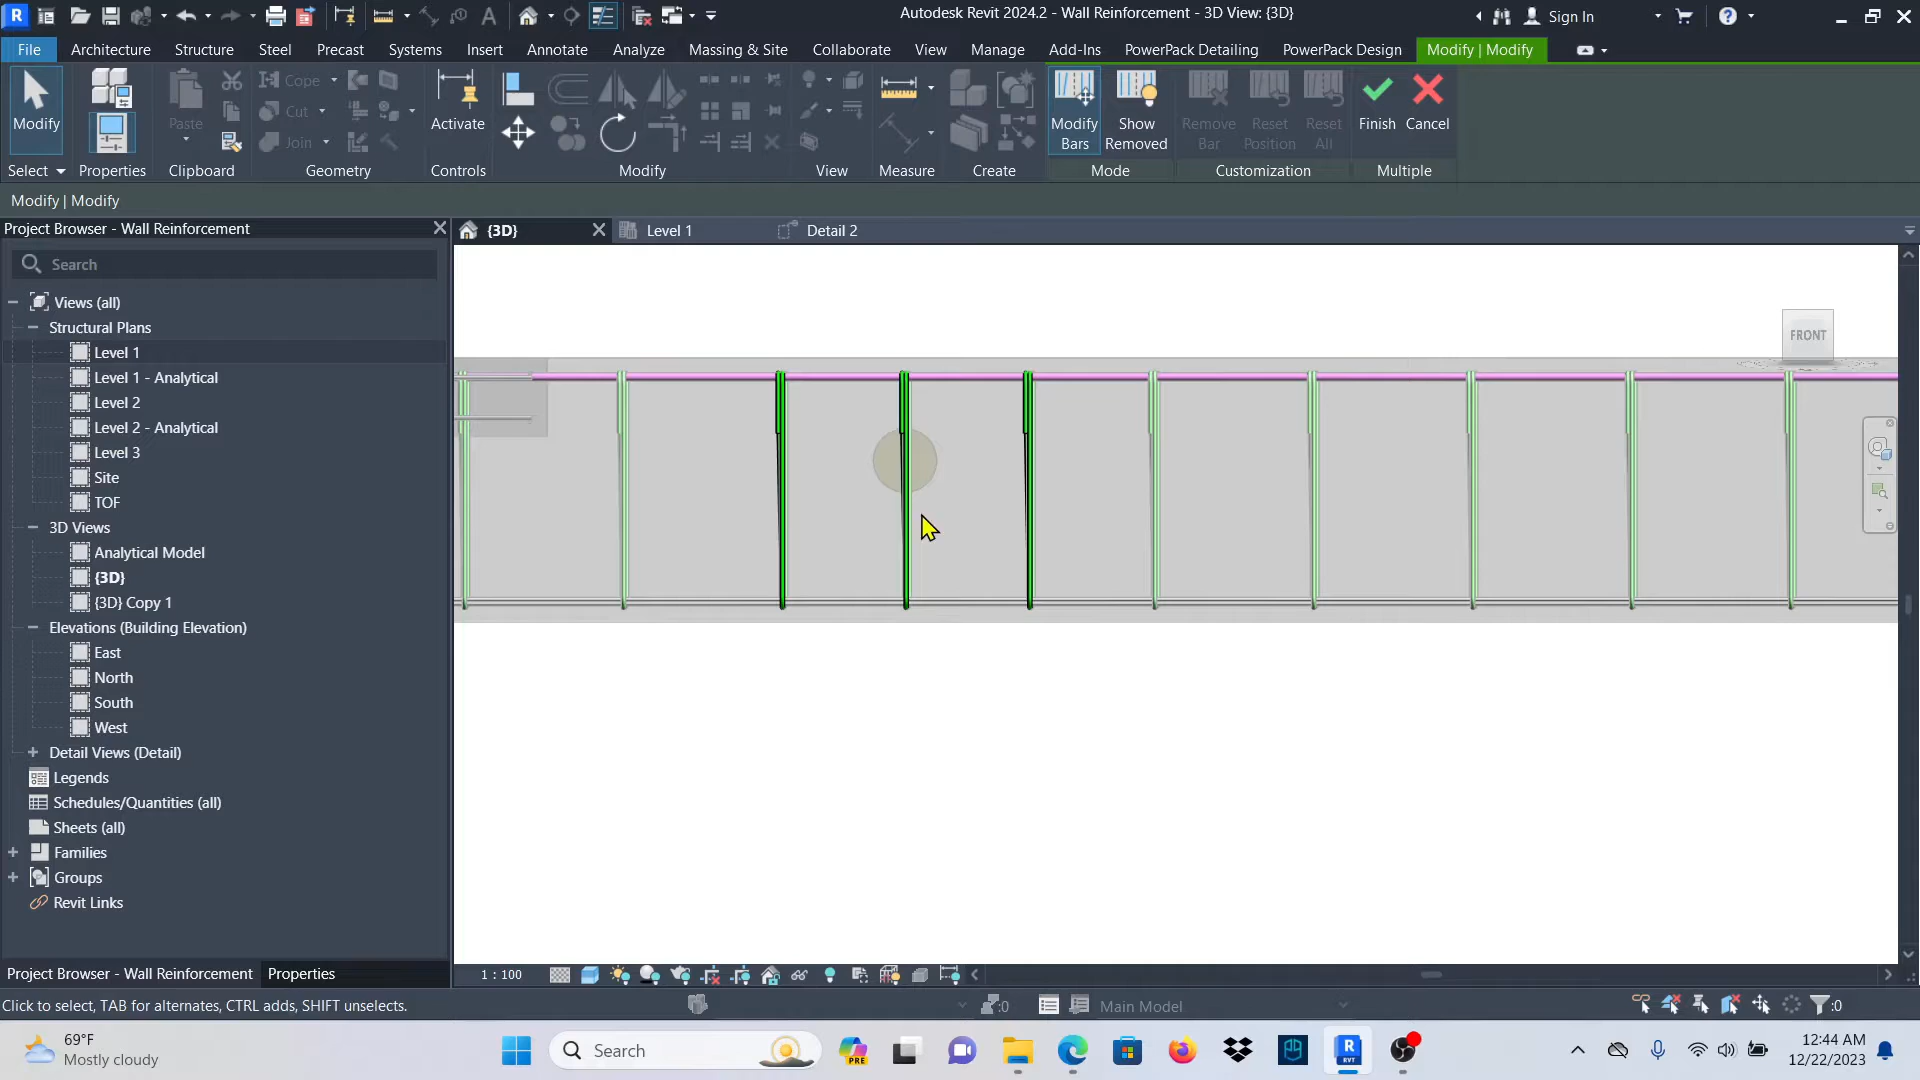 Autodesk Revit 2024.2 - Wall Reinforcement - 3D View: {3D}
Sign In
File Architecture Structure Steel Precast Systems Insert Annotate Analyze Massing & Site Collaborate View Manage Add-Ins PowerPack Detailing PowerPack Design Modify | Modify
Modify
Paste
Cope
Cut
Join
Activate
Modify Bars
Show Removed
Remove Bar
Reset Position
Reset All
Finish
Cancel
Select Properties Clipboard Geometry Controls Modify View Measure Create Mode Customization Multiple
Modify | Modify
Project Browser - Wall Reinforcement
{3D}
Level 1
Detail 2
Search
Views (all)
Structural Plans
Level 1
Level 1 - Analytical
Level 2
Level 2 - Analytical
Level 3
Site
TOF
3D Views
Analytical Model
{3D}
{3D} Copy 1
Elevations (Building Elevation)
East
North
South
West
Detail Views (Detail)
Legends
Schedules/Quantities (all)
Sheets (all)
Families
Groups
Revit Links
FRONT
Project Browser - Wall Reinforcement Properties
1 : 100
Click to select, TAB for alternates, CTRL adds, SHIFT unselects.
:0
Main Model
:0
69°F
Mostly cloudy
Search
PRE
R
RVT
12:44 AM
12/22/2023